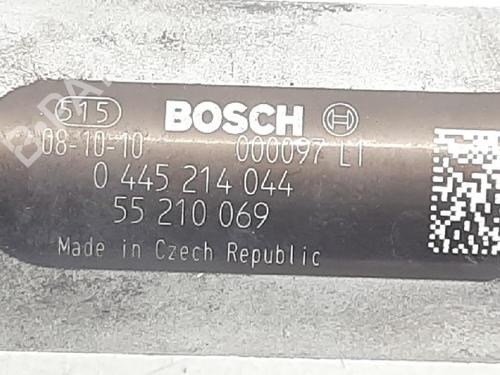 515 BOSCH
08-10-10 000097 L1
0 445 214 044
55 210 069
Made in Czech Republic